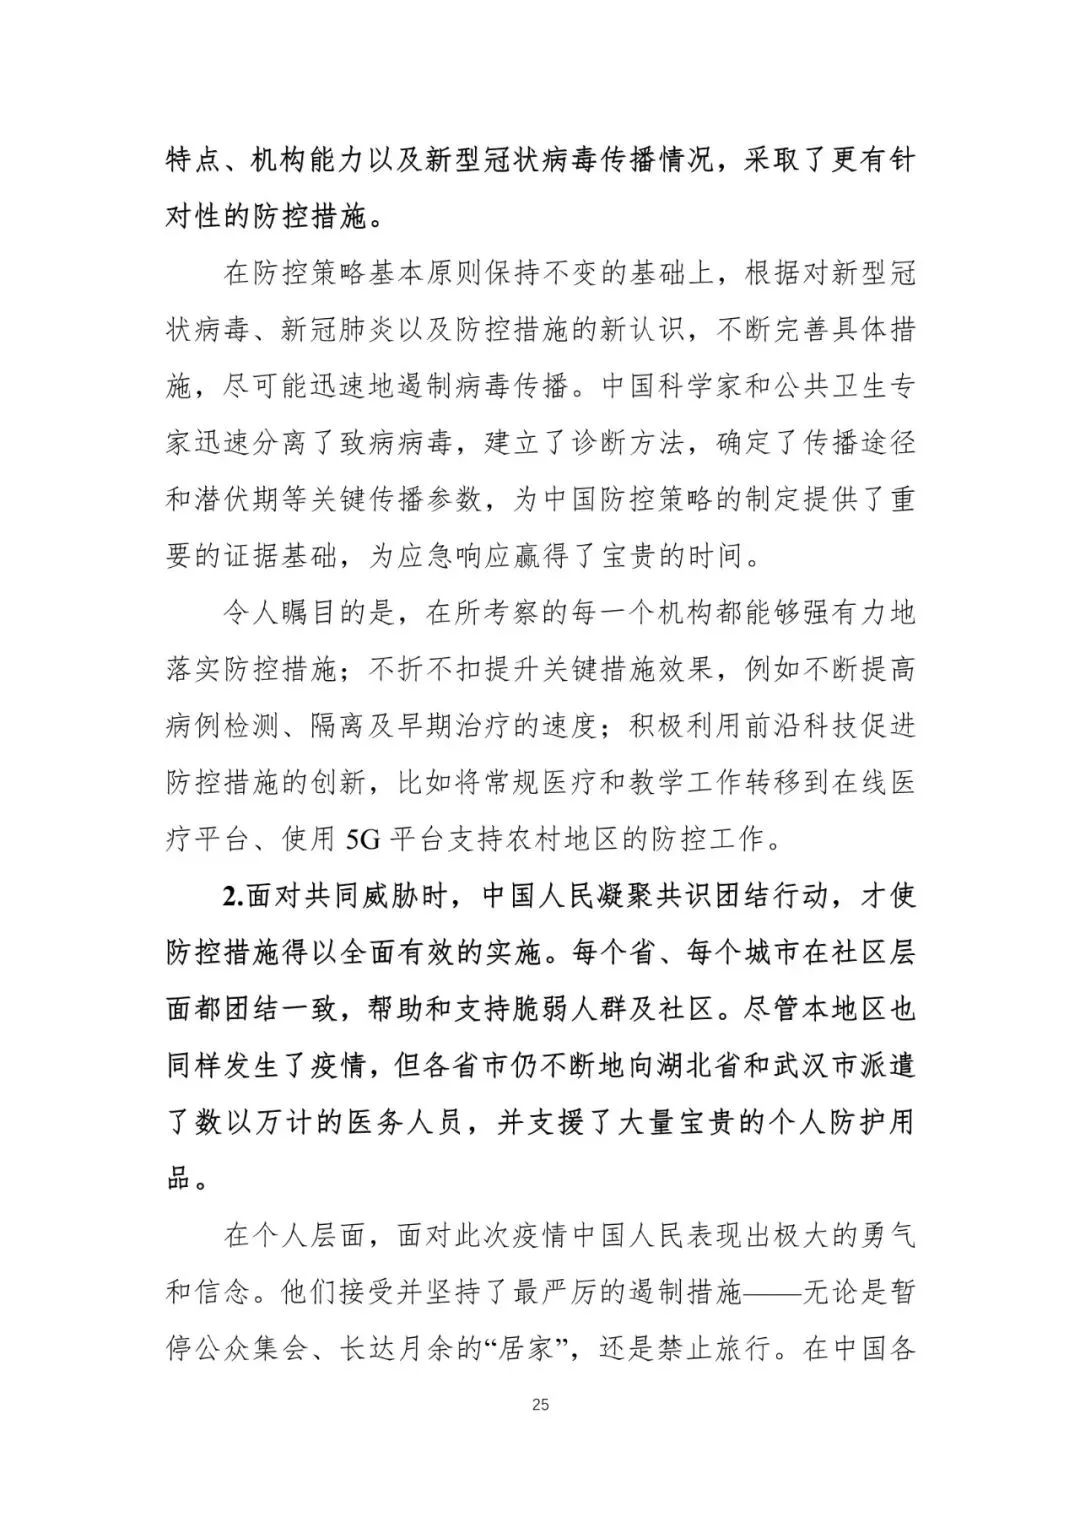 特点、机构能力以及新型冠状病毒传播情况，采取了更有针
对性的防控措施。
在防控策略基本原则保持不变的基础上，根据对新型冠
状病毒、新冠肺炎以及防控措施的新认识，不断完善具体措
施，尽可能迅速地遏制病毒传播。中国科学家和公共卫生专
家迅速分离了致病病毒，建立了诊断方法，确定了传播途径
和潜伏期等关键传播参数，为中国防控策略的制定提供了重
要的证据基础，为应急响应赢得了宝贵的时间。
令人瞩目的是，在所考察的每一个机构都能够强有力地
落实防控措施；不折不扣提升关键措施效果，例如不断提高
病例检测、隔离及早期治疗的速度；积极利用前沿科技促进
防控措施的创新，比如将常规医疗和教学工作转移到在线医
疗平台、使用 5G 平台支持农村地区的防控工作。
2.面对共同威胁时，中国人民凝聚共识团结行动，才使
防控措施得以全面有效的实施。每个省、每个城市在社区层
面都团结一致，帮助和支持脆弱人群及社区。尽管本地区也
同样发生了疫情，但各省市仍不断地向湖北省和武汉市派遣
了数以万计的医务人员，并支援了大量宝贵的个人防护用
品。
在个人层面，面对此次疫情中国人民表现出极大的勇气
和信念。他们接受并坚持了最严厉的遏制措施——无论是暂
停公众集会、长达月余的“居家”，还是禁止旅行。在中国各
25